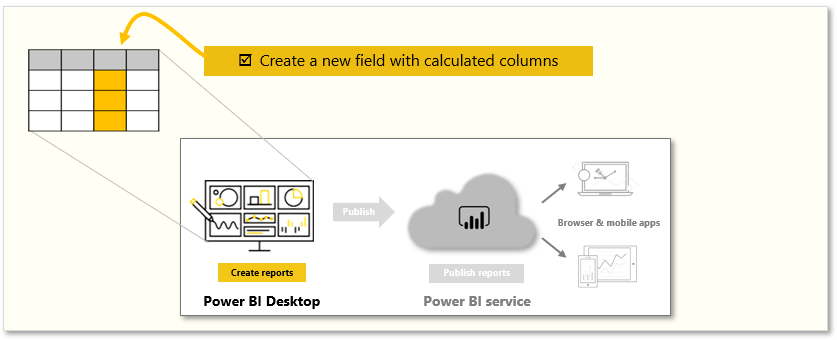 ☑ Create a new field with calculated columns
Publish
Browser & mobile apps
Create reports
Publish reports
Power BI Desktop
Power BI service